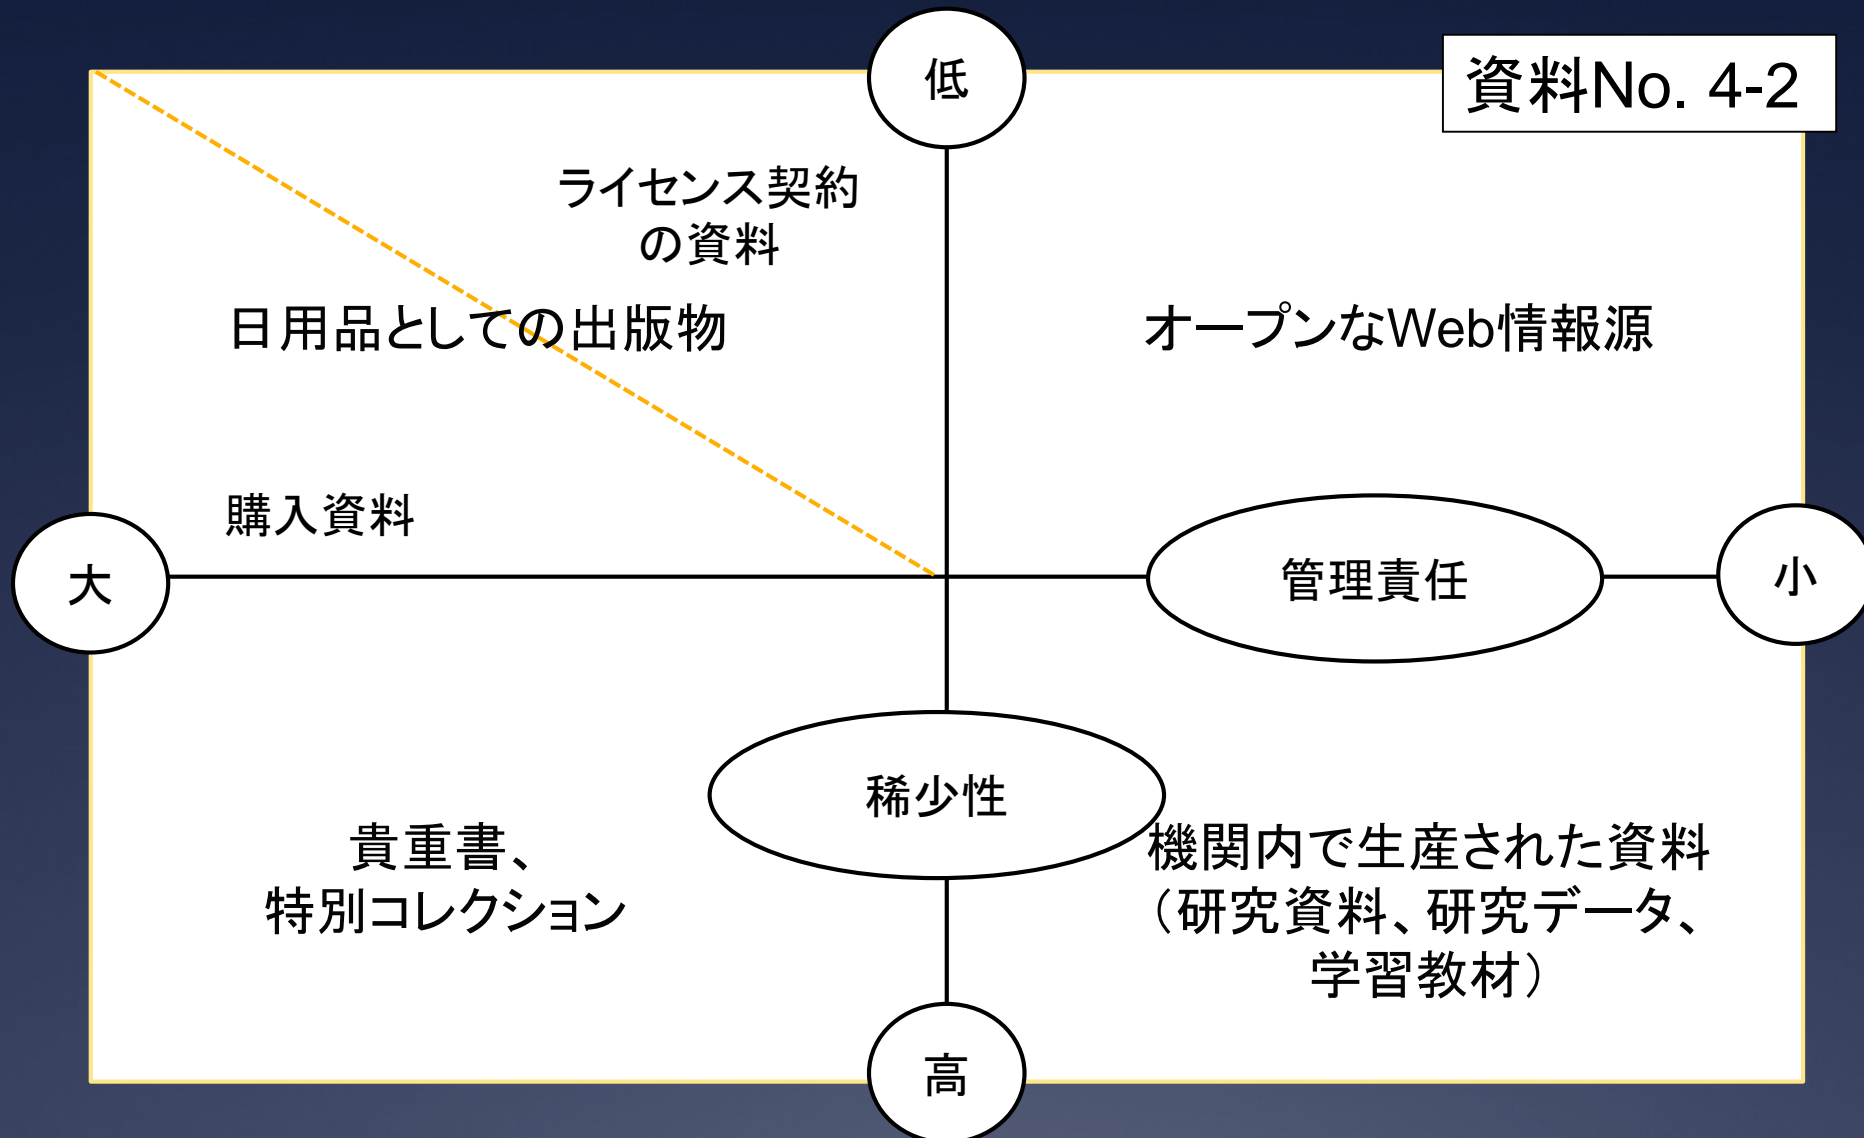 低
資料No. 4-2
ライセンス契約
の資料
日用品としての出版物
オープンなWeb情報源
購入資料
大
管理責任
小
稀少性
貴重書、
特別コレクション
機関内で生産された資料
（研究資料、研究データ、
学習教材）
高